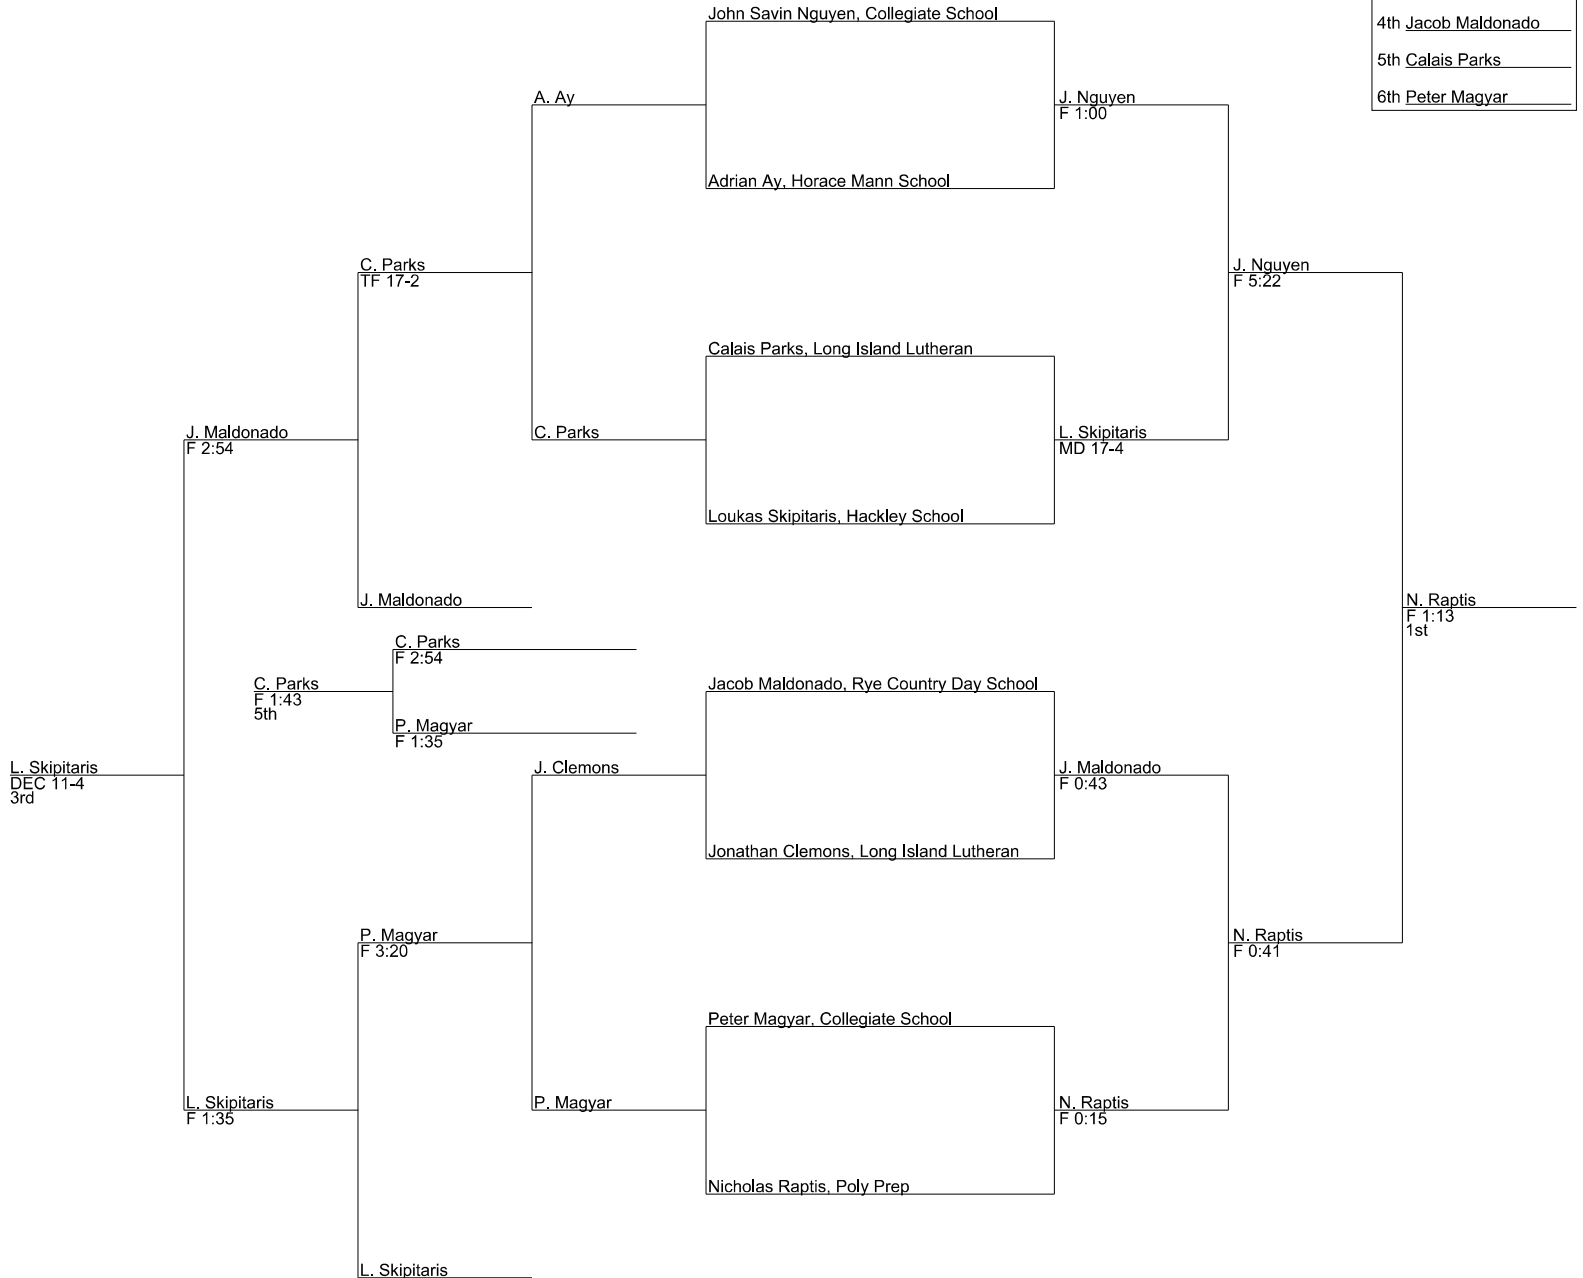 John Savin Nguyen, Collegiate School
4th Jacob Maldonado
5th Calais Parks
A. Ay
J. Nguyen
F 1:00
6th Peter Magyar
Adrian Ay, Horace Mann School
C. Parks
TF 17-2
J. Nguyen
F 5:22
Calais Parks, Long Island Lutheran
J. Maldonado
F 2:54
C. Parks
L. Skipitaris
MD 17-4
Loukas Skipitaris, Hackley School
J. Maldonado
N. Raptis
F 1:13
1st
C. Parks
F 2:54
C. Parks
F 1:43
5th
Jacob Maldonado, Rye Country Day School
P. Magyar
F 1:35
L. Skipitaris
DEC 11-4
3rd
J. Clemons
J. Maldonado
F 0:43
Jonathan Clemons, Long Island Lutheran
P. Magyar
F 3:20
N. Raptis
F 0:41
Peter Magyar, Collegiate School
L. Skipitaris
F 1:35
P. Magyar
N. Raptis
F 0:15
Nicholas Raptis, Poly Prep
L. Skipitaris